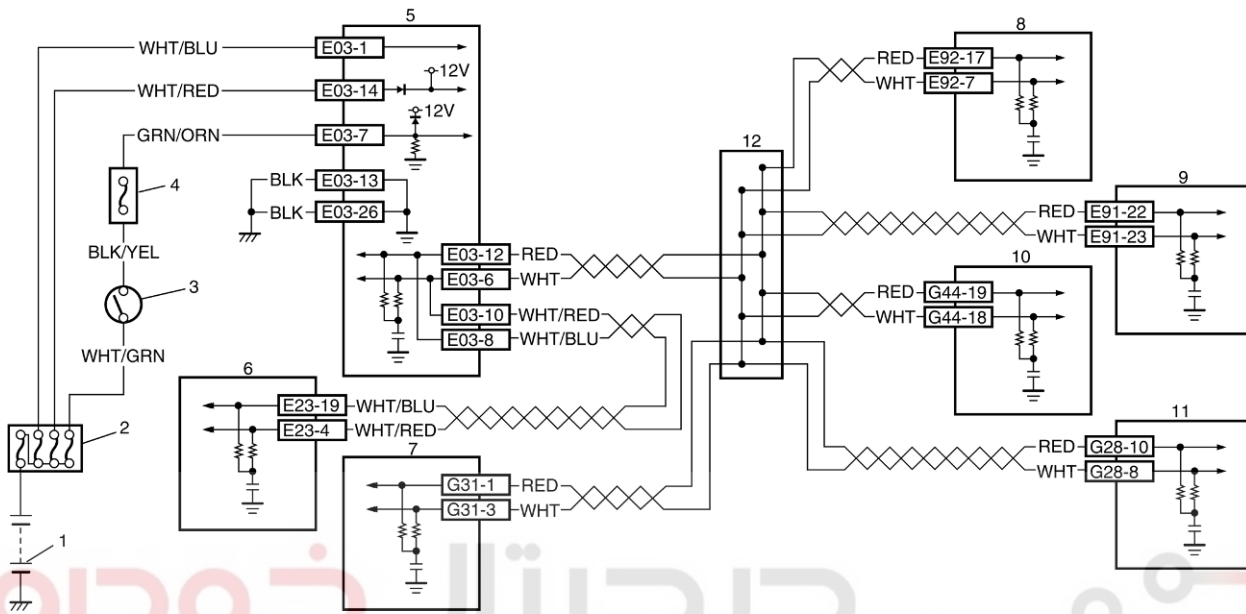 5
8
WHT/BLU E03-1
RED E92-17
12V
WHT E92-7
WHT/RED E03-14
12V
GRN/ORN E03-7
12
4
BLK E03-13
9
BLK E03-26
RED E91-22
BLK/YEL
WHT E91-23
E03-12 RED
10
E03-6 WHT
3
RED G44-19
E03-10 WHT/RED
WHT G44-18
E03-8 WHT/BLU
WHT/GRN
6
E23-19 WHT/BLU
11
2
E23-4 WHT/RED
RED G28-10
7
WHT G28-8
G31-1 RED
G31-3 WHT
1
دیجیتال خودرو